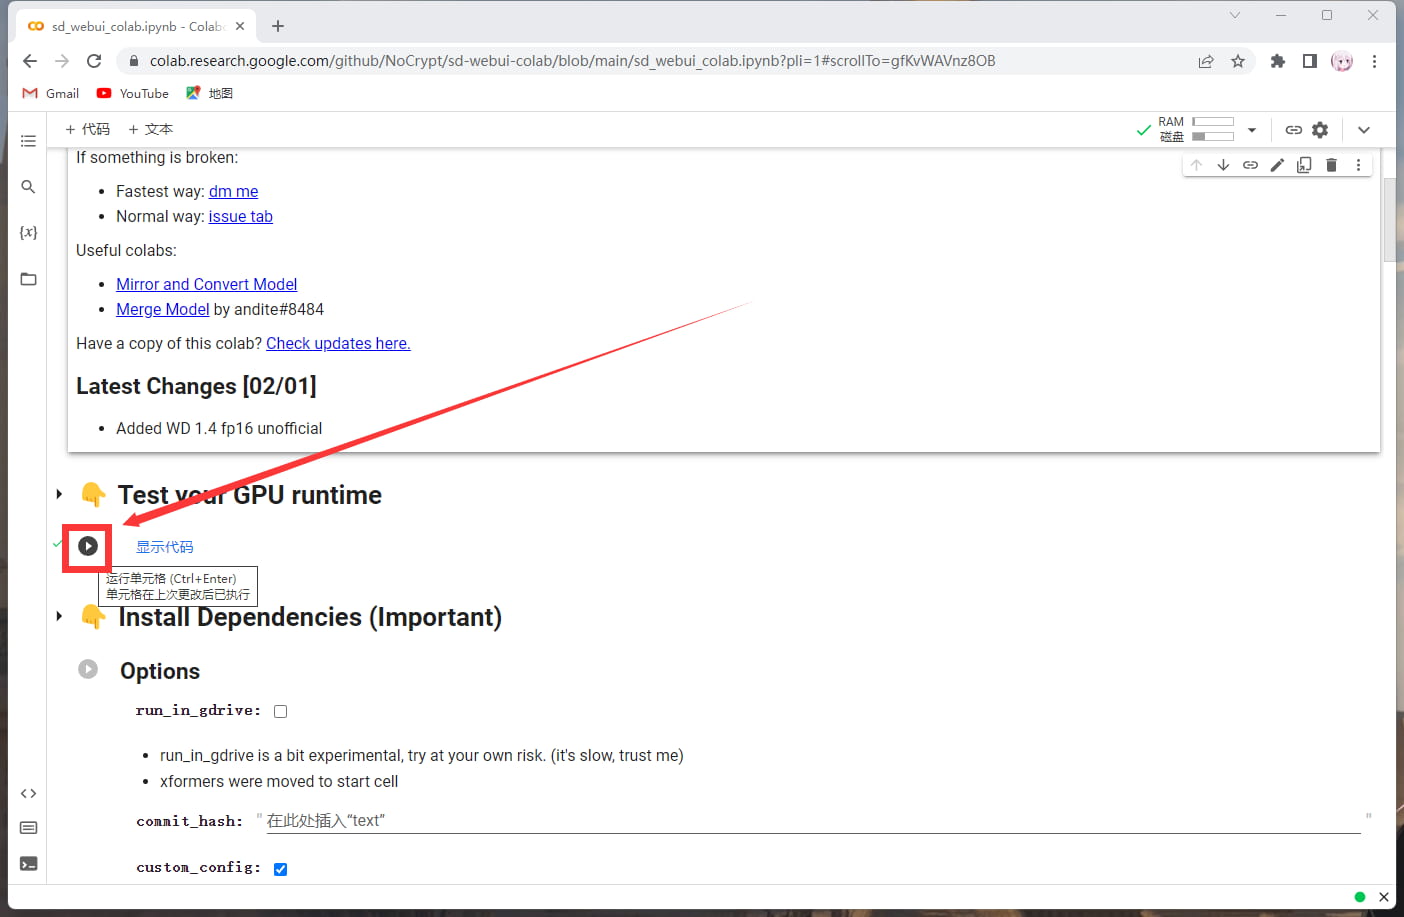 sd_webui_colab.ipynb - Colab
colab.research.google.com/github/NoCrypt/sd-webui-colab/blob/main/sd_webui_colab.ipynb?pli=1#scrollTo=gfKvWAVnz8OB
Gmail YouTube 地图
+ 代码 + 文本
RAM
磁盘
If something is broken:
• Fastest way: dm me
• Normal way: issue tab
Useful colabs:
• Mirror and Convert Model
• Merge Model by andite#8484
Have a copy of this colab? Check updates here.
Latest Changes [02/01]
• Added WD 1.4 fp16 unofficial
{x}
👇 Test your GPU runtime
显示代码
运行单元格 (Ctrl+Enter)
单元格在上次更改后已执行
👇 Install Dependencies (Important)
Options
run_in_gdrive:
• run_in_gdrive is a bit experimental, try at your own risk. (it's slow, trust me)
• xformers were moved to start cell
commit_hash: " 在此处插入“text” "
custom_config: